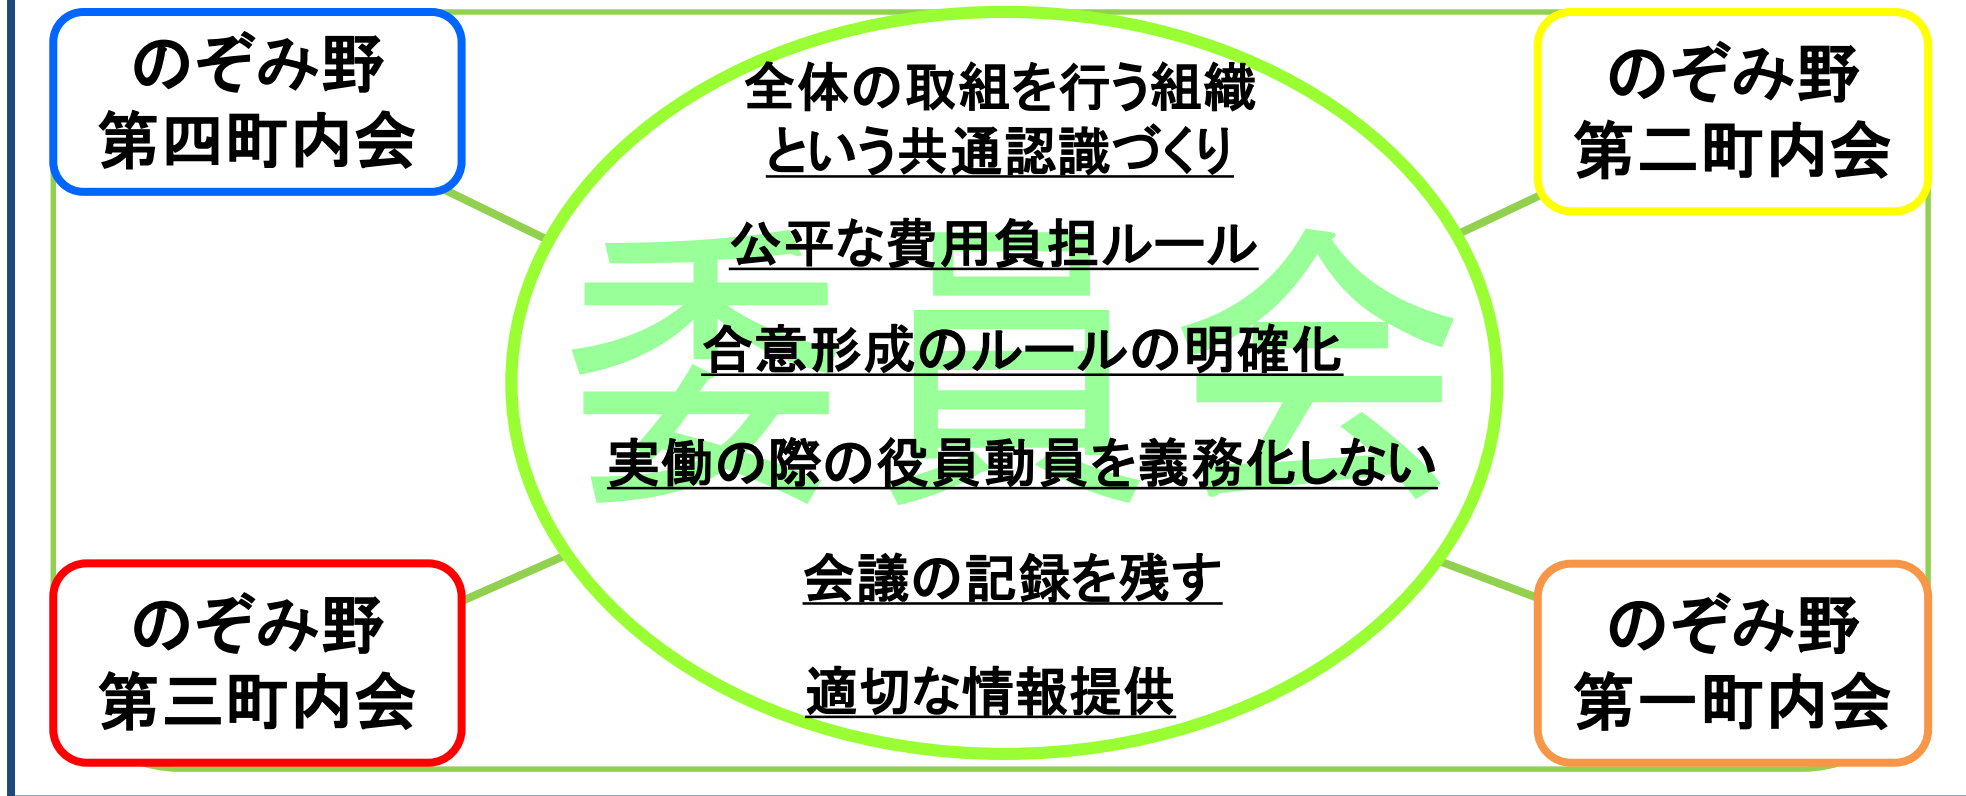 のぞみ野
第四町内会
のぞみ野
第二町内会
委員会
全体の取組を行う組織
という共通認識づくり
公平な費用負担ルール
合意形成のルールの明確化
実働の際の役員動員を義務化しない
会議の記録を残す
適切な情報提供
のぞみ野
第三町内会
のぞみ野
第一町内会